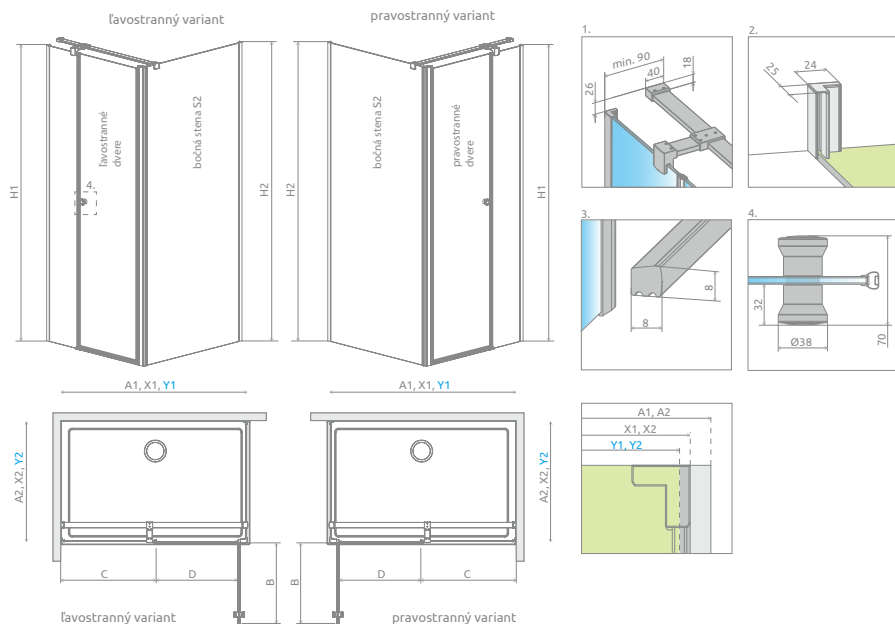 ľavostranný variant
pravostranný variant
H1
ľavostranné
dvere
4.
bočná stena S2
H2
H2
bočná stena S2
pravostranné
dvere
H1
1.
min. 90
40
18
26
2.
24
25
3.
8
8
4.
32
Ø38
70
A1, X1, Y1
A2, X2, Y2
C
D
B
ľavostranný variant
A1, X1, Y1
A2, X2, Y2
B
D
C
pravostranný variant
A1, A2
X1, X2
Y1, Y2